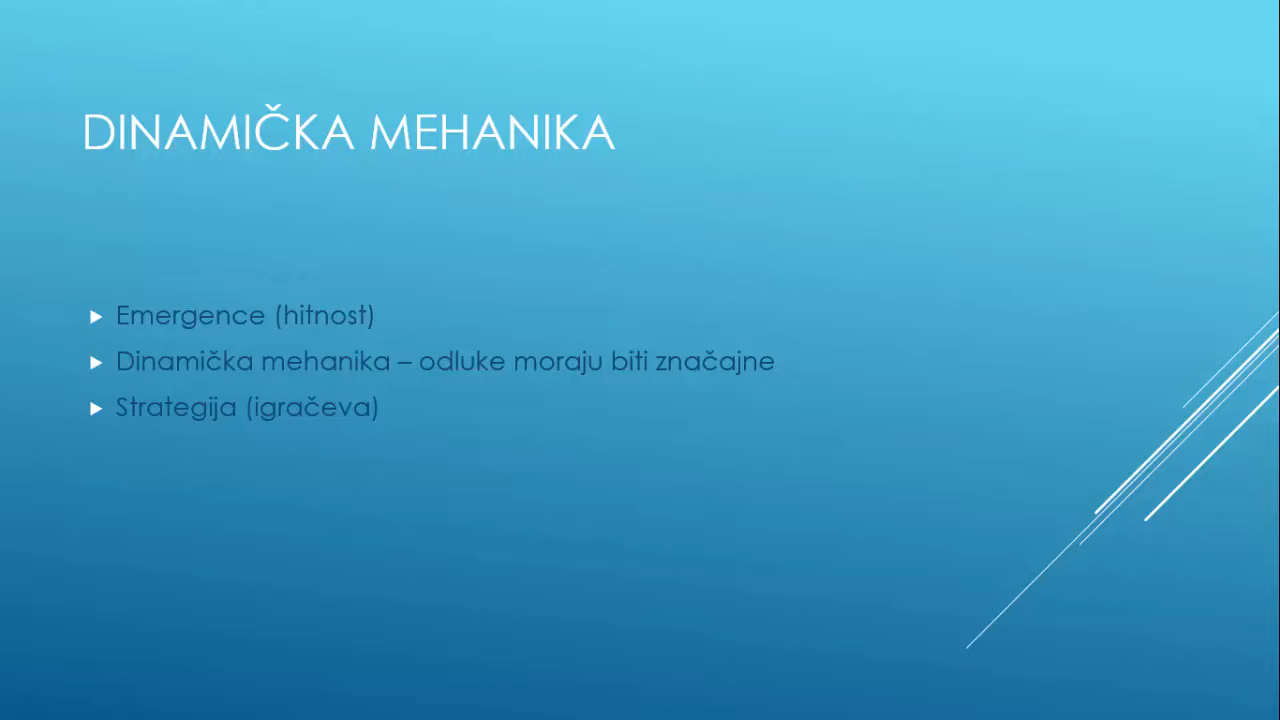 DINAMIČKA MEHANIKA
Emergence (hitnost)
Dinamička mehanika – odluke moraju biti značajne
Strategija (igračeva)